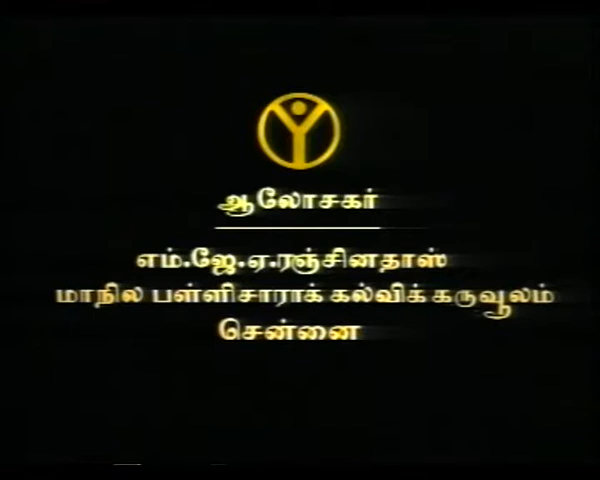 ஆலோசகர்
எம்.ஜே.ஏ.ரஞ்சினதாஸ்
மாநில பள்ளிசாராக் கல்விக் கருவூலம்
சென்னை